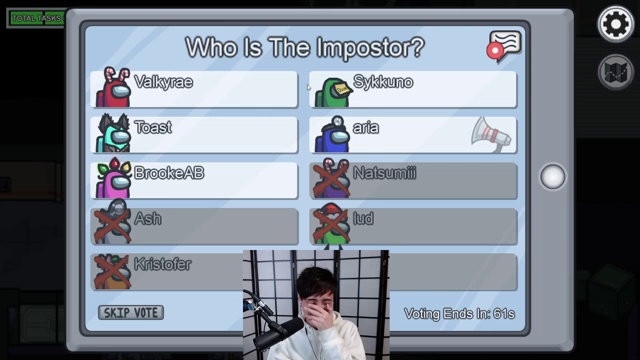 TOTAL TASKS
Who Is The Impostor?
Valkyrae
Sykkuno
Toast
aria
BrookeAB
Natsumiii
Ash
lud
Kristofer
SKIP VOTE
Voting Ends In: 61s